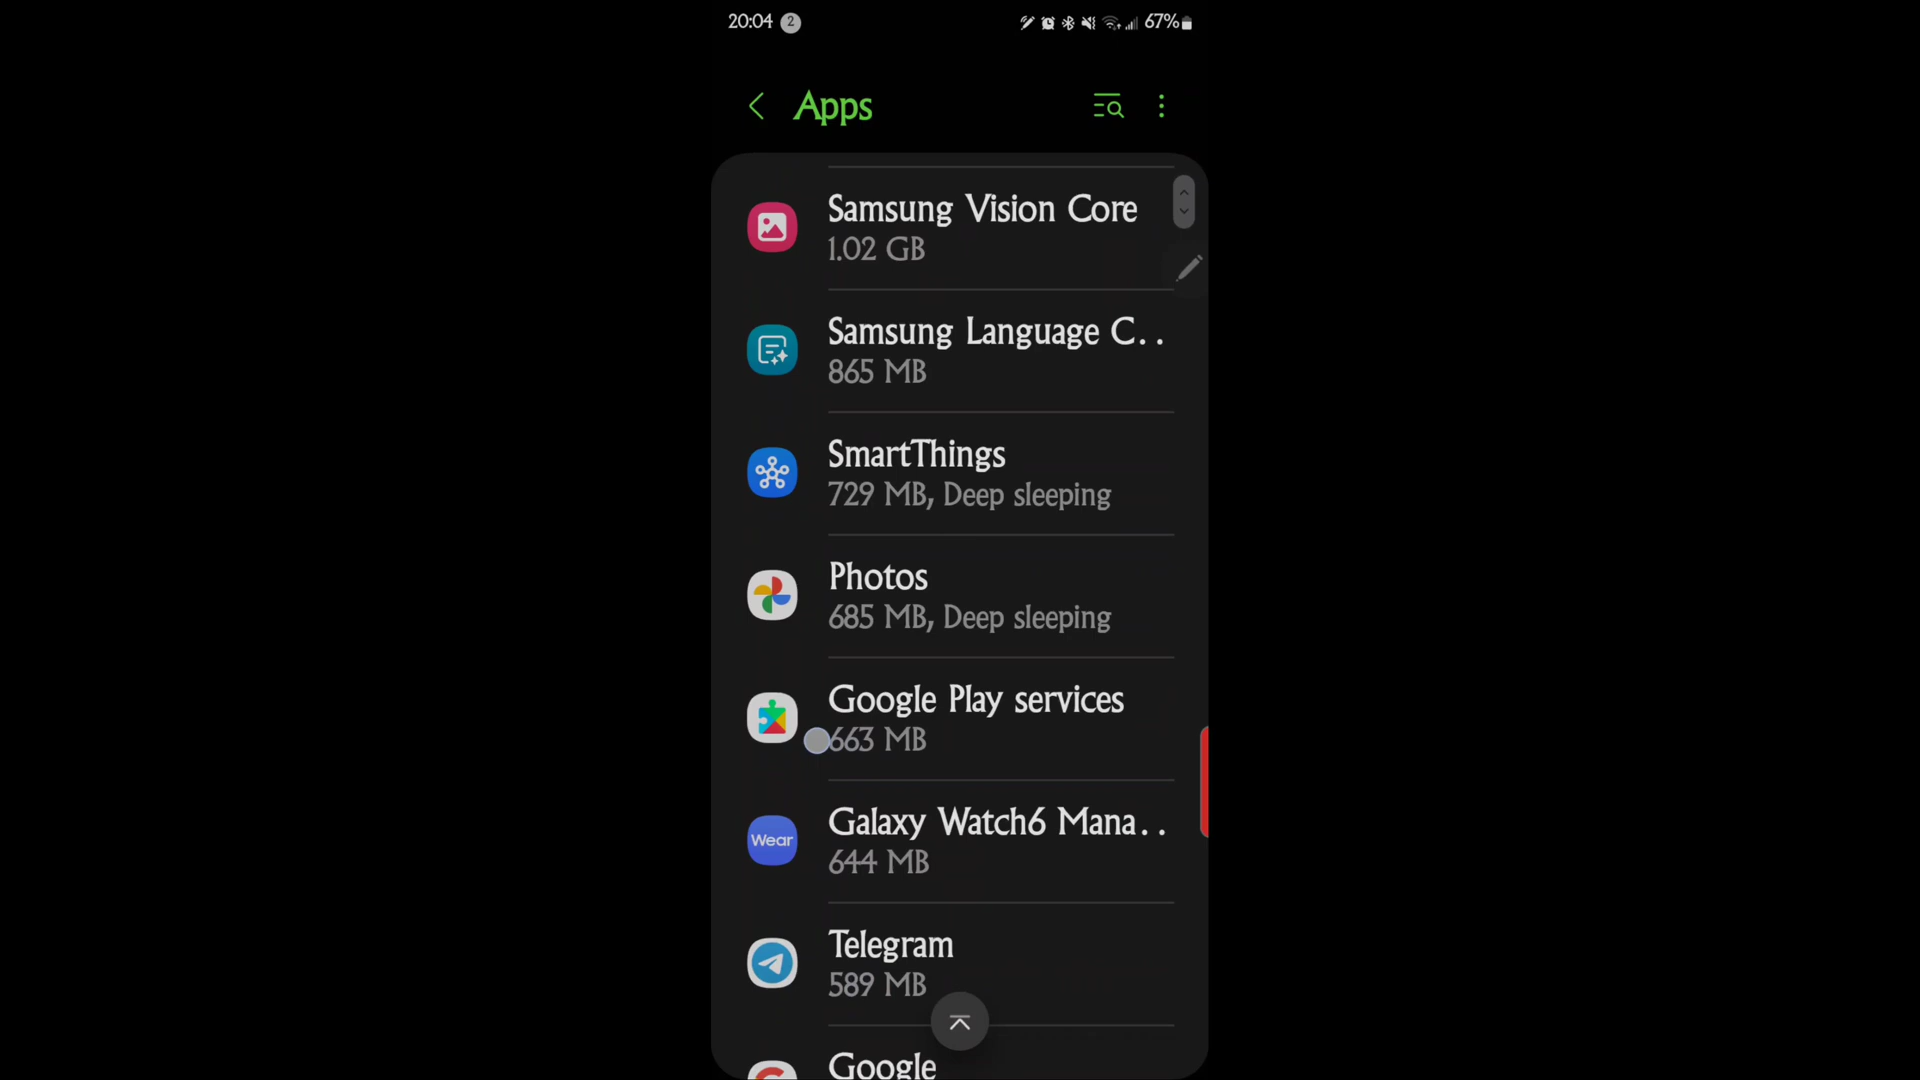 20:04 2 67%
Apps
Samsung Vision Core
1.02 GB
Samsung Language C. .
865 MB
SmartThings
729 MB, Deep sleeping
Photos
685 MB, Deep sleeping
Google Play services
663 MB
Galaxy Watch6 Mana. .
Wear
644 MB
Telegram
589 MB
Google